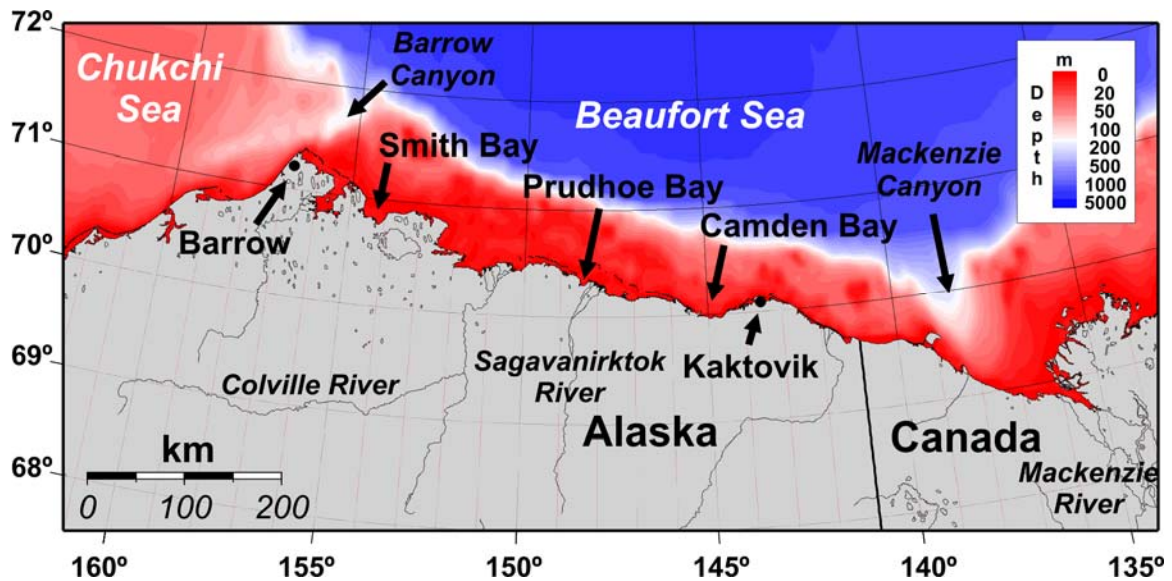 72º
71º
70º
69º
68º
Chukchi
Sea
Barrow
Canyon
Beaufort Sea
Smith Bay
Prudhoe Bay
Mackenzie
Canyon
Camden Bay
Barrow
Kaktovik
Colville River
Sagavanirktok
River
Alaska
Canada
Mackenzie
River
km
0 100 200
m
Depth
0
20
50
100
200
500
1000
5000
160º 155º 150º 145º 140º 135º